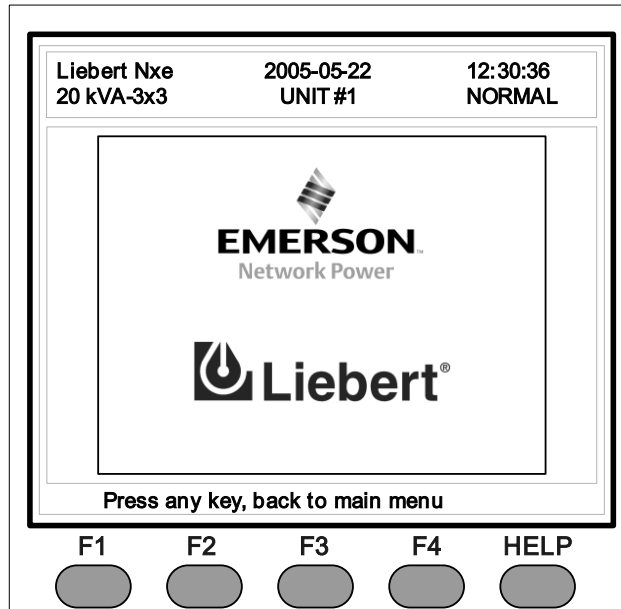 Liebert Nxe 2005-05-22 12:30:36
20 kVA-3x3 UNIT #1 NORMAL
EMERSON™
Network Power
Liebert®
Press any key, back to main menu
F1 F2 F3 F4 HELP